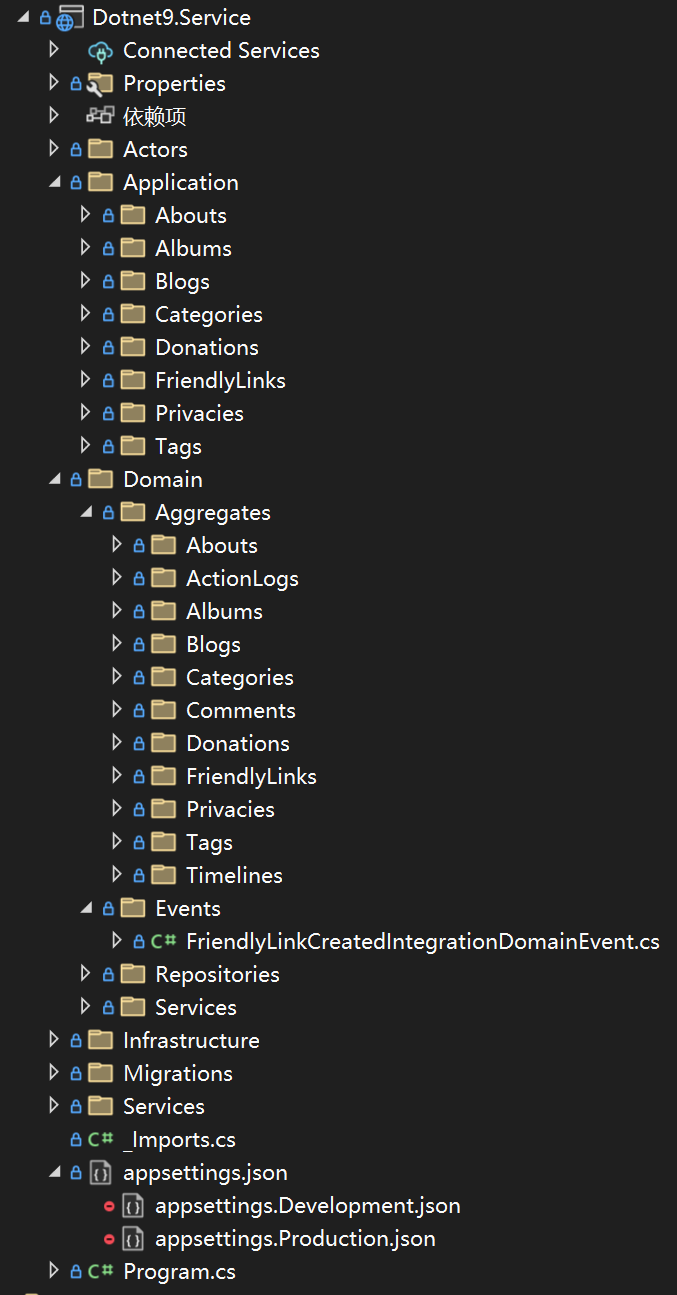 Dotnet9.Service
Connected Services
Properties
依赖项
Actors
Application
Abouts
Albums
Blogs
Categories
Donations
FriendlyLinks
Privacies
Tags
Domain
Aggregates
Abouts
ActionLogs
Albums
Blogs
Categories
Comments
Donations
FriendlyLinks
Privacies
Tags
Timelines
Events
C# FriendlyLinkCreatedIntegrationDomainEvent.cs
Repositories
Services
Infrastructure
Migrations
Services
C# _Imports.cs
appsettings.json
appsettings.Development.json
appsettings.Production.json
C# Program.cs